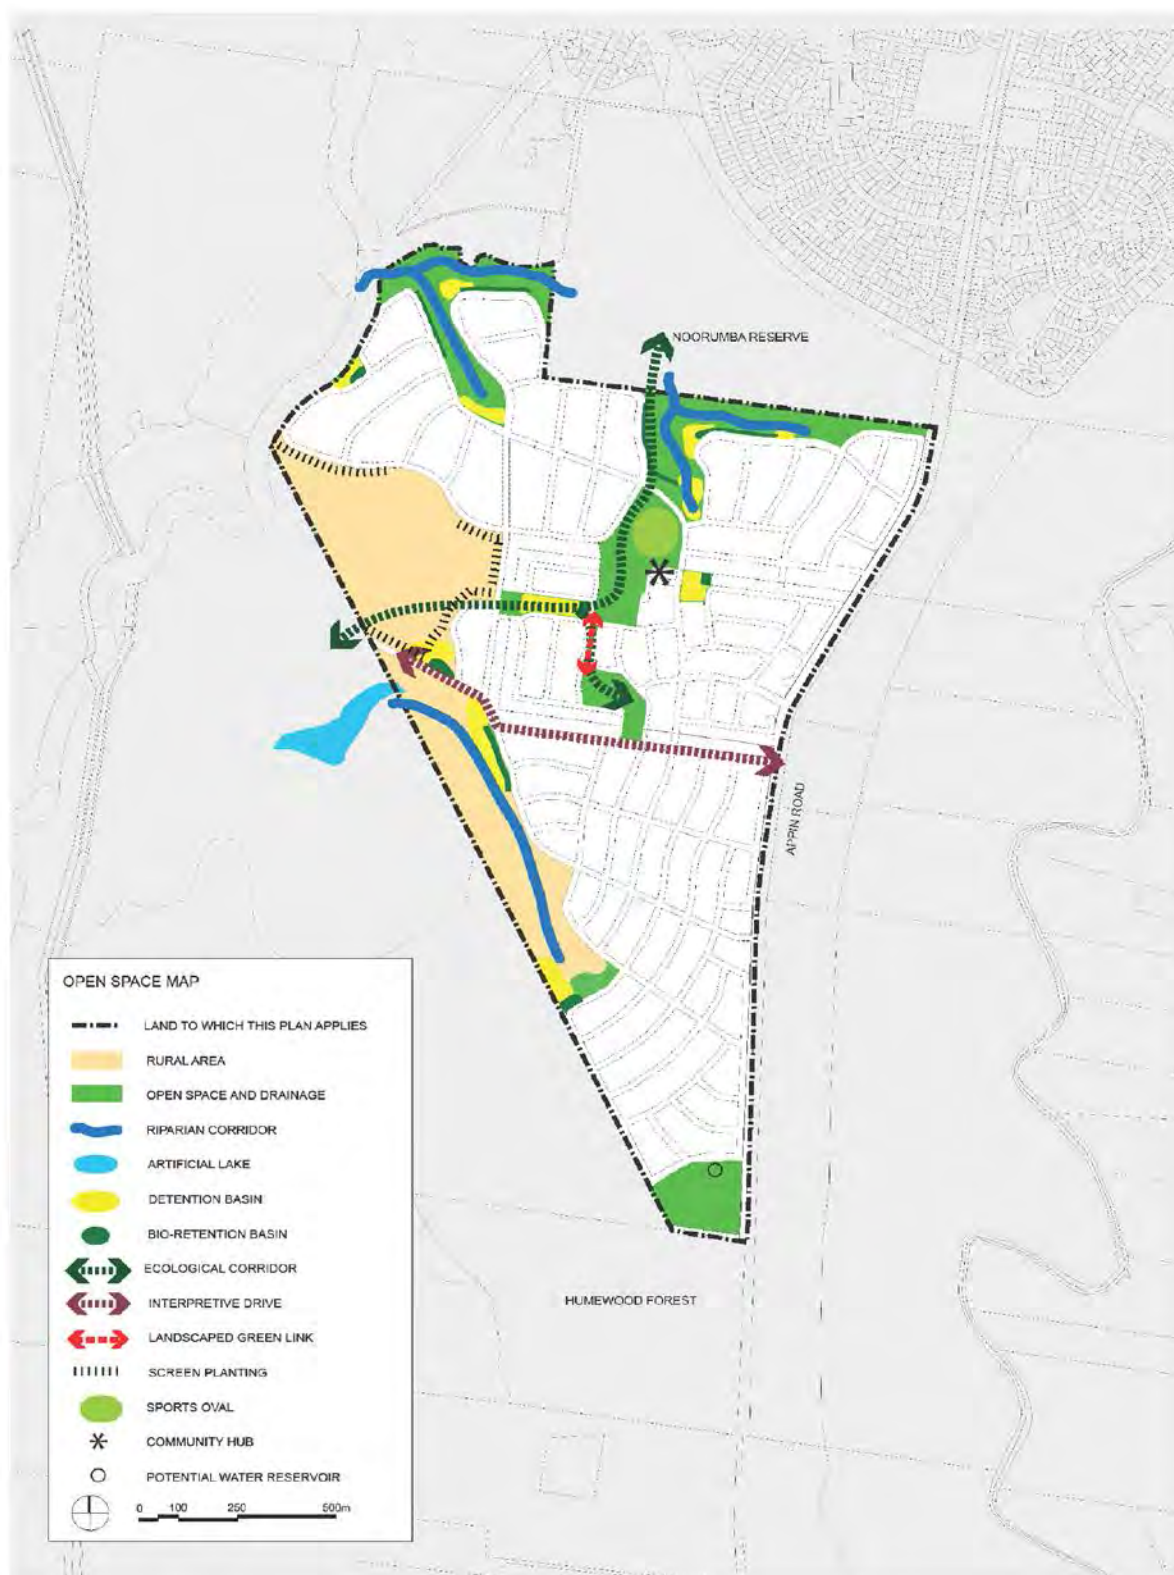 NOORUMBA RESERVE
APPIN ROAD
OPEN SPACE MAP
LAND TO WHICH THIS PLAN APPLIES
RURAL AREA
OPEN SPACE AND DRAINAGE
RIPARIAN CORRIDOR
ARTIFICIAL LAKE
DETENTION BASIN
BIO-RETENTION BASIN
ECOLOGICAL CORRIDOR
INTERPRETIVE DRIVE
LANDSCAPED GREEN LINK
SCREEN PLANTING
SPORTS OVAL
COMMUNITY HUB
POTENTIAL WATER RESERVOIR
0 100 250 500m
HUMEWOOD FOREST